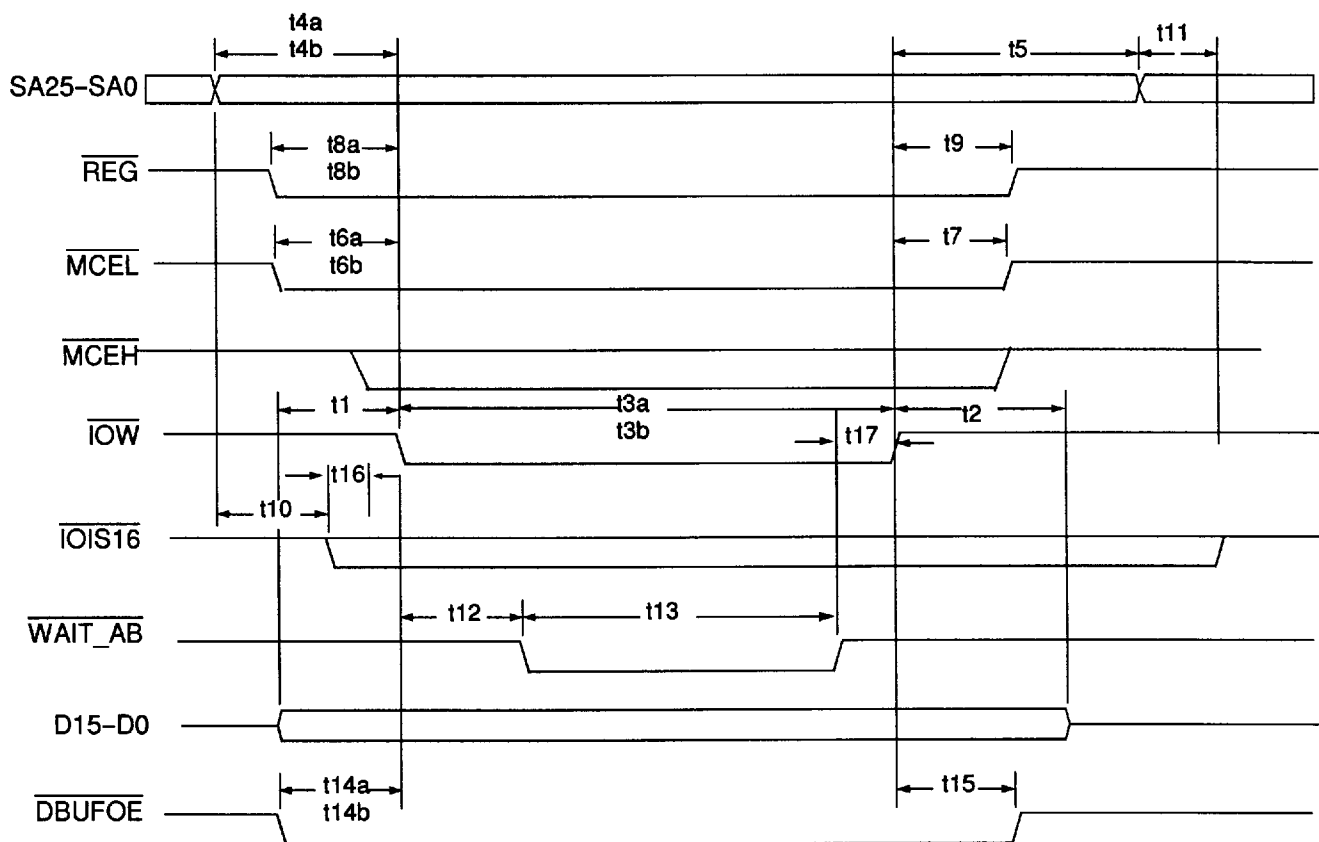 t4a
t4b
t5
t11
SA25-SA0
t8a
t8b
t9
REG
t6a
t6b
t7
MCEL
MCEH
t1
t3a
t3b
t2
IOW
t17
t16
t10
IOIS16
t12
t13
WAIT_AB
D15-D0
t14a
t14b
t15
DBUFOE